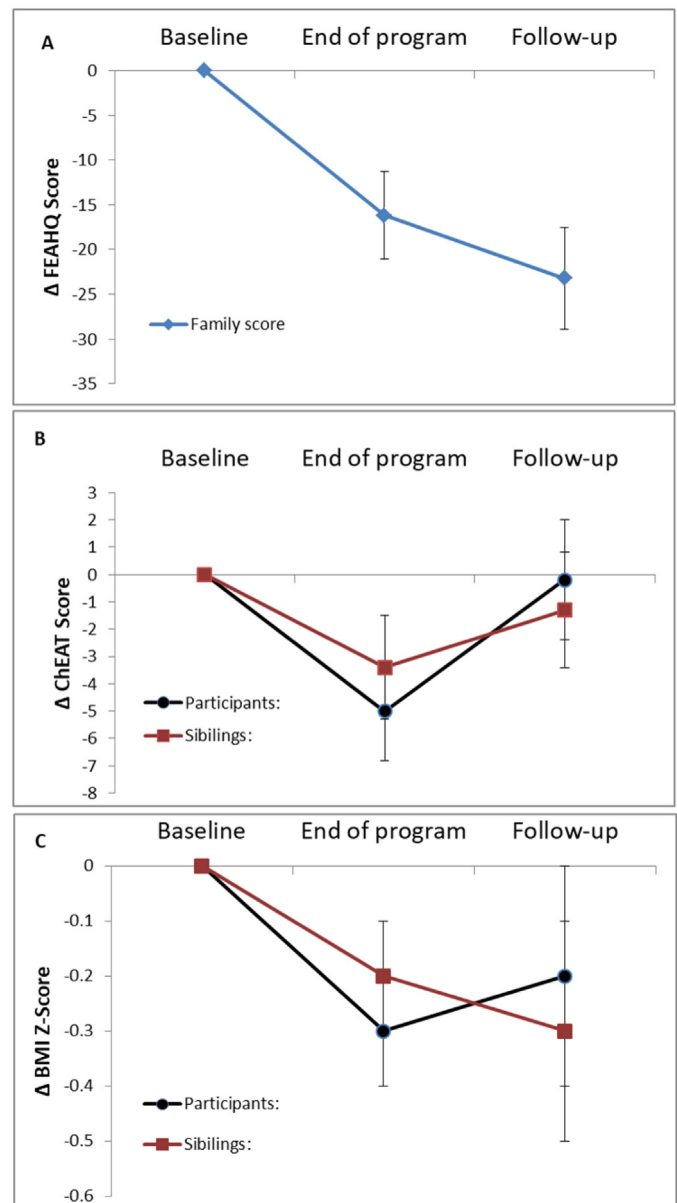 A
Baseline End of program Follow-up
0
-5
-10
-15
-20
-25
-30
-35
Δ FEAHQ Score
Family score
B
Baseline End of program Follow-up
3
2
1
0
-1
-2
-3
-4
-5
-6
-7
-8
Δ ChEAT Score
Participants:
Sibilings:
C
Baseline End of program Follow-up
0
-0.1
-0.2
-0.3
-0.4
-0.5
-0.6
Δ BMI Z-Score
Participants:
Sibilings: